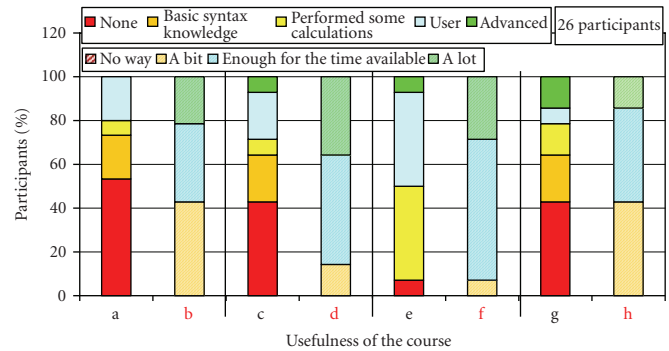 None
Basic syntax
knowledge
Performed some
calculations
User
Advanced
26 participants
No way
A bit
Enough for the time available
A lot
Participants (%)
120
100
80
60
40
20
0
a b c d e f g h
Usefulness of the course